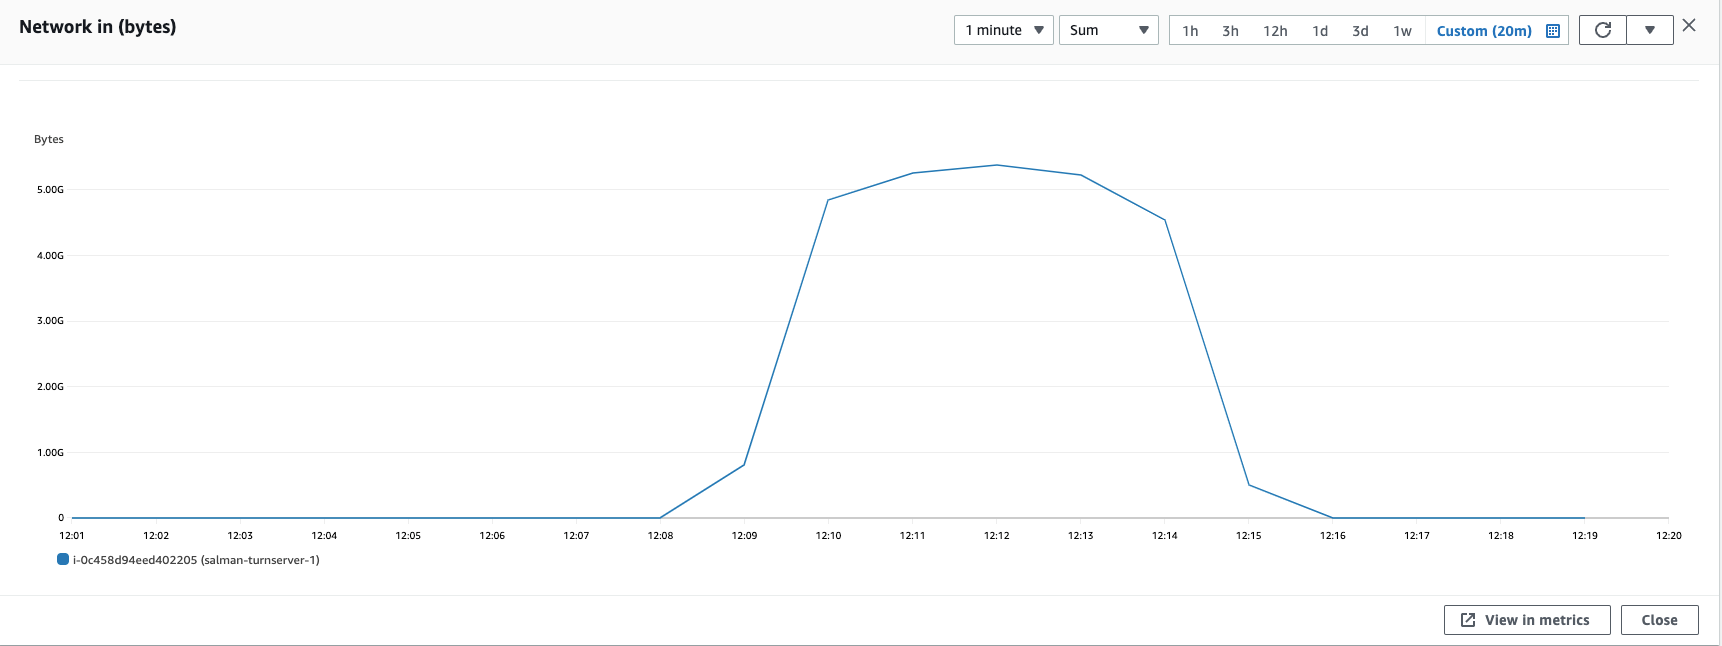 Network in (bytes)
1 minute Sum 1h 3h 12h 1d 3d 1w Custom (20m)
Bytes
5.00G
4.00G
3.00G
2.00G
1.00G
0
12:01 12:02 12:03 12:04 12:05 12:06 12:07 12:08 12:09 12:10 12:11 12:12 12:13 12:14 12:15 12:16 12:17 12:18 12:19 12:20
i-0c458d94eed402205 (salman-turnserver-1)
View in metrics Close